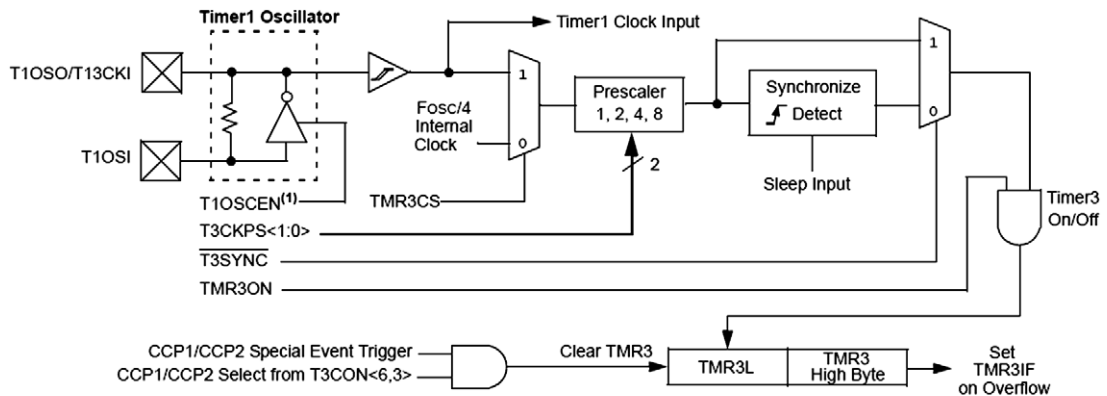 Timer1 Oscillator
Timer1 Clock Input
T1OSO/T13CKI
1
FOSC/4
Internal
Clock
0
Prescaler
1, 2, 4, 8
2
Synchronize
Detect
1
0
T1OSI
Sleep Input
T1OSCEN(1)
TMR3CS
T3CKPS<1:0>
T3SYNC
TMR3ON
Timer3
On/Off
CCP1/CCP2 Special Event Trigger
CCP1/CCP2 Select from T3CON<6,3>
Clear TMR3
TMR3L
TMR3
High Byte
Set
TMR3IF
on Overflow